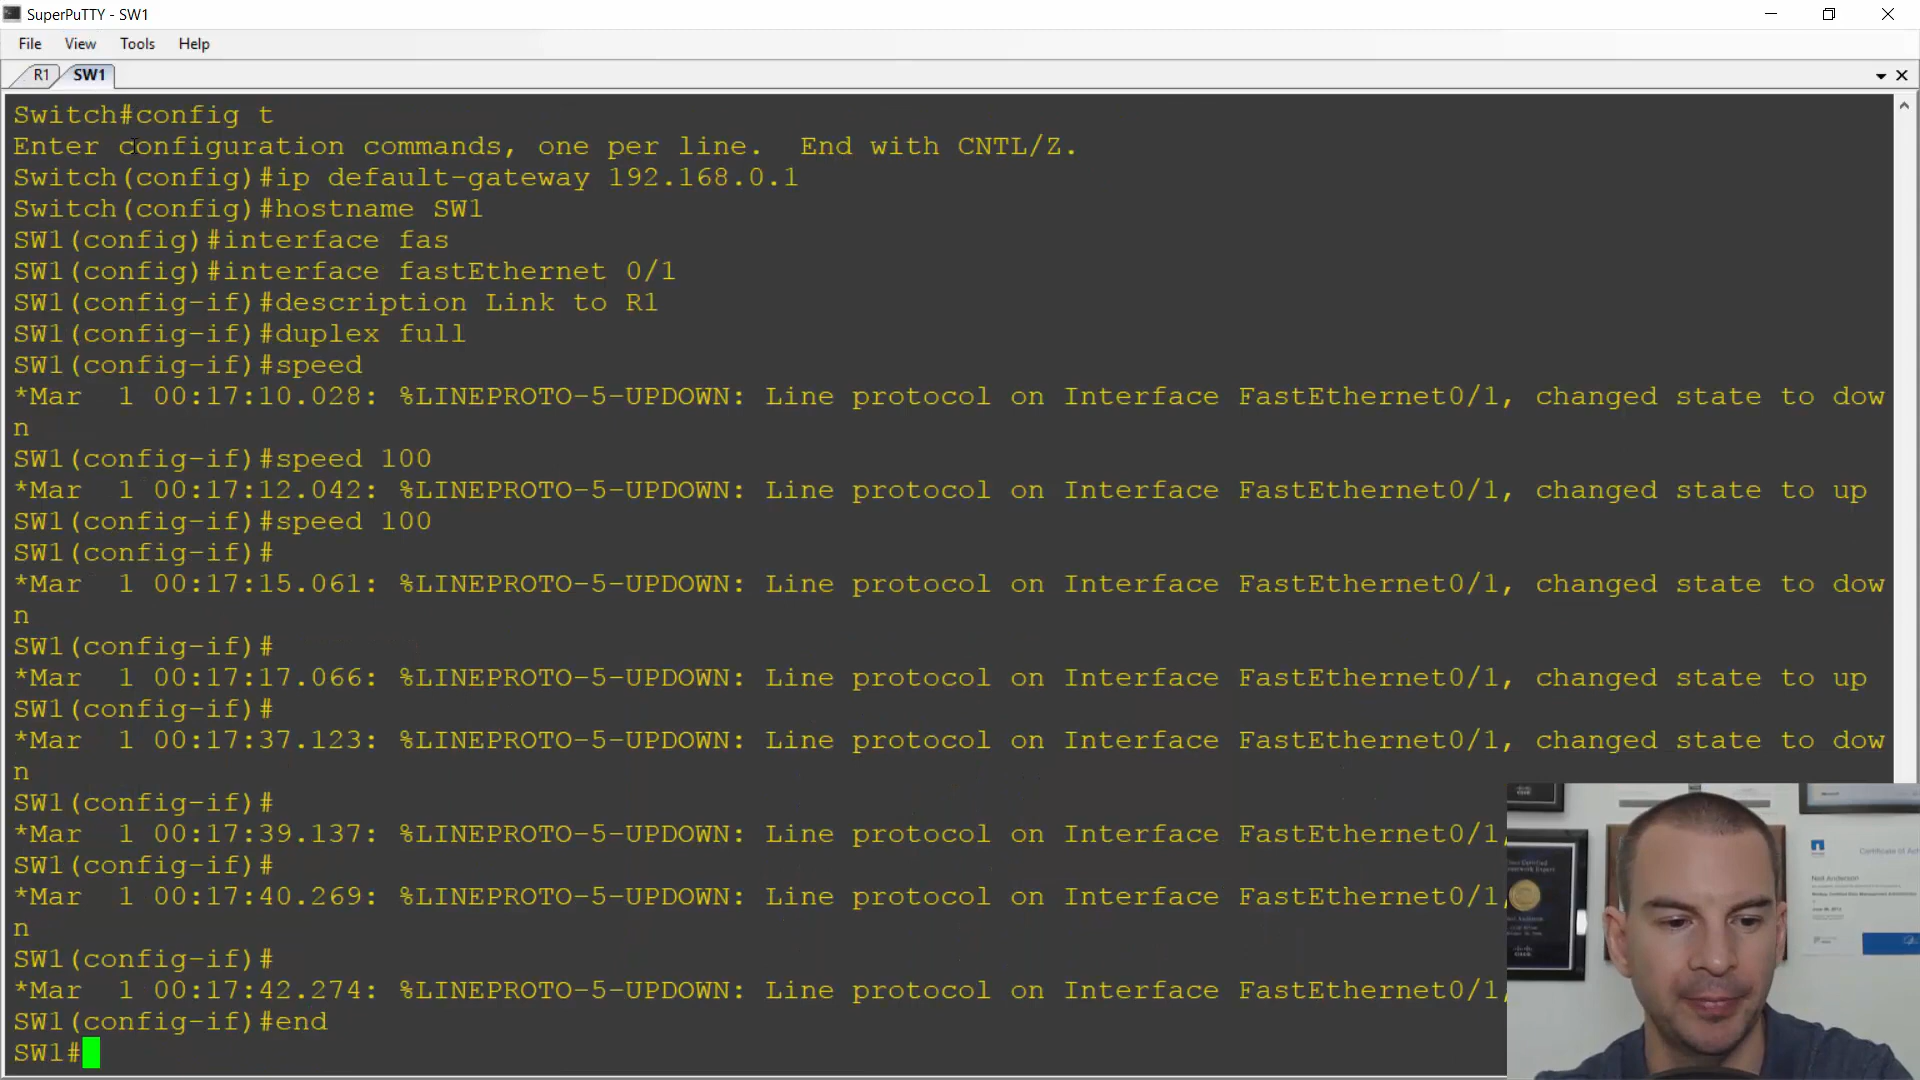 SuperPuTTY - SW1
File View Tools Help
R1 SW1
Switch#config t
Enter configuration commands, one per line.  End with CNTL/Z.
Switch(config)#ip default-gateway 192.168.0.1
Switch(config)#hostname SW1
SW1(config)#interface fas
SW1(config)#interface fastEthernet 0/1
SW1(config-if)#description Link to R1
SW1(config-if)#duplex full
SW1(config-if)#speed
*Mar  1 00:17:10.028: %LINEPROTO-5-UPDOWN: Line protocol on Interface FastEthernet0/1, changed state to dow
n
SW1(config-if)#speed 100
*Mar  1 00:17:12.042: %LINEPROTO-5-UPDOWN: Line protocol on Interface FastEthernet0/1, changed state to up
SW1(config-if)#speed 100
SW1(config-if)#
*Mar  1 00:17:15.061: %LINEPROTO-5-UPDOWN: Line protocol on Interface FastEthernet0/1, changed state to dow
n
SW1(config-if)#
*Mar  1 00:17:17.066: %LINEPROTO-5-UPDOWN: Line protocol on Interface FastEthernet0/1, changed state to up
SW1(config-if)#
*Mar  1 00:17:37.123: %LINEPROTO-5-UPDOWN: Line protocol on Interface FastEthernet0/1, changed state to dow
n
SW1(config-if)#
*Mar  1 00:17:39.137: %LINEPROTO-5-UPDOWN: Line protocol on Interface FastEthernet0/1,
SW1(config-if)#
*Mar  1 00:17:40.269: %LINEPROTO-5-UPDOWN: Line protocol on Interface FastEthernet0/1,
n
SW1(config-if)#
*Mar  1 00:17:42.274: %LINEPROTO-5-UPDOWN: Line protocol on Interface FastEthernet0/1,
SW1(config-if)#end
SW1#
Neil Anderson